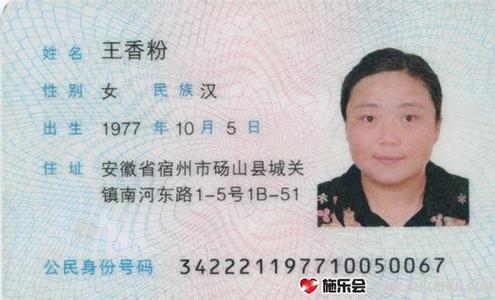 姓名 王香粉
性别 女 民族 汉
出生 1977 年 10 月 5 日
住址 安徽省宿州市砀山县城关
镇南河东路1-5号1B-51
公民身份号码 342221197710050067
施乐会